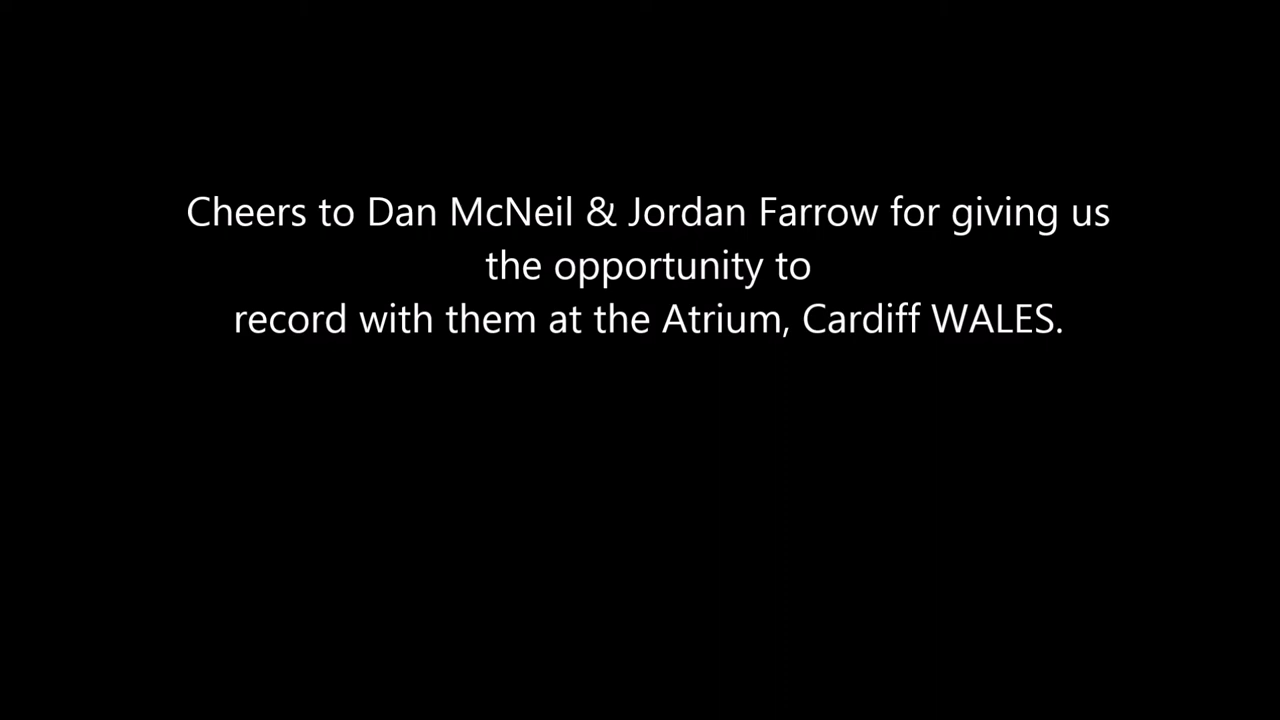 Cheers to Dan McNeil & Jordan Farrow for giving us
the opportunity to
record with them at the Atrium, Cardiff WALES.